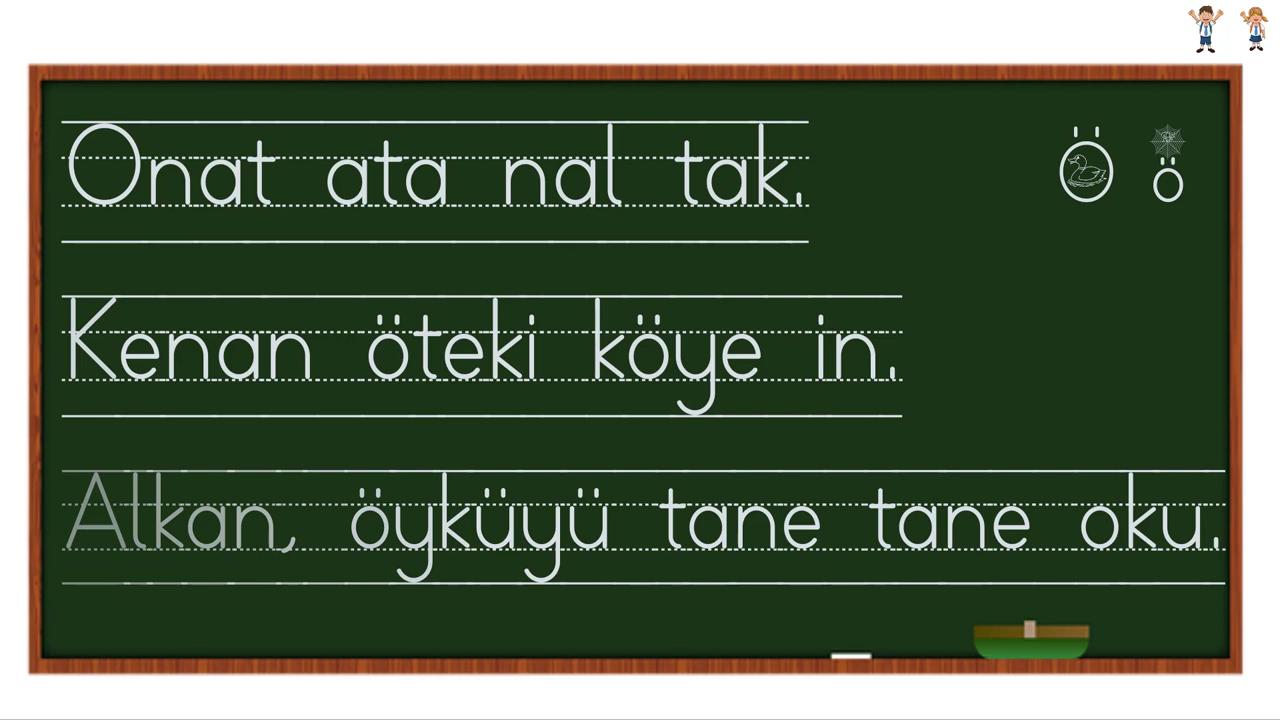 Onat ata nal tak.
Ö ö
Kenan öteki köye in.
Alkan, öyküyü tane tane oku.